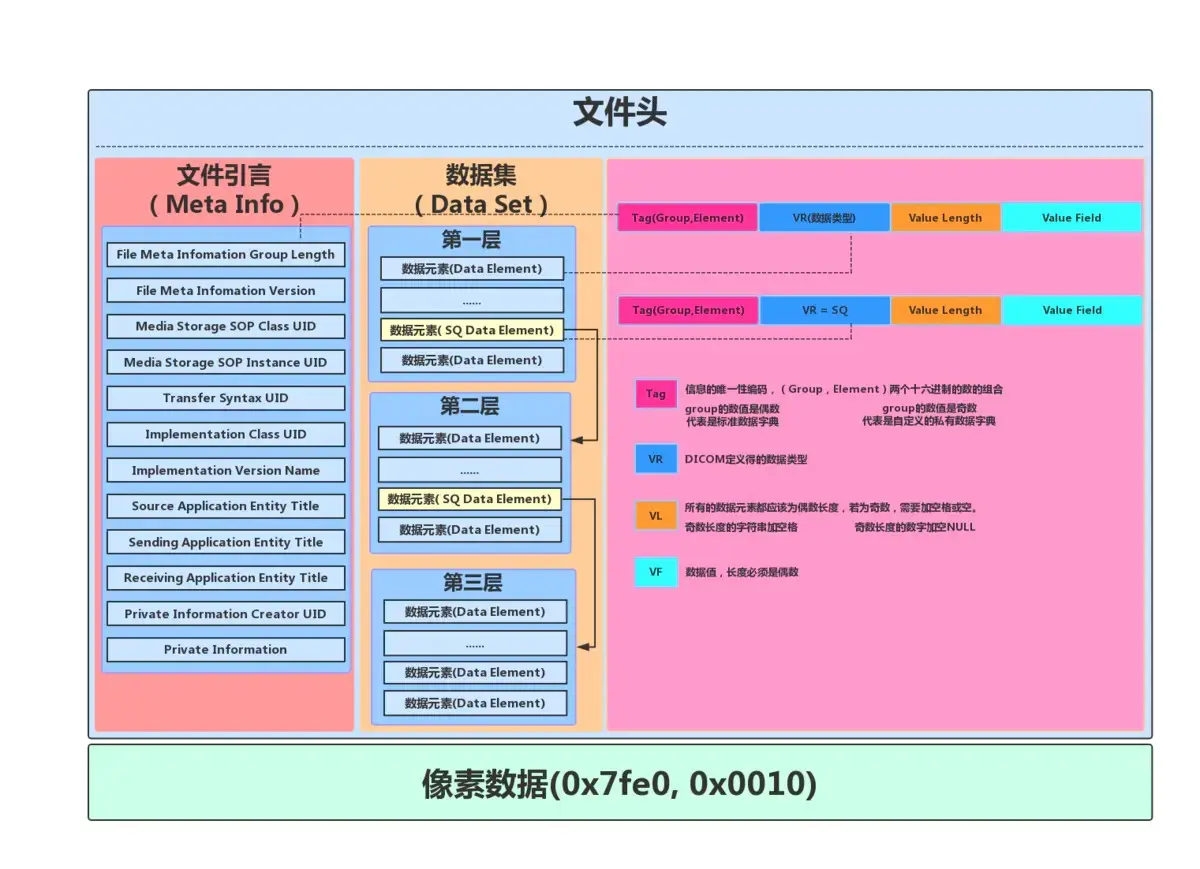 文件头
文件引言
( Meta Info )
File Meta Infomation Group Length
File Meta Infomation Version
Media Storage SOP Class UID
Media Storage SOP Instance UID
Transfer Syntax UID
Implementation Class UID
Implementation Version Name
Source Application Entity Title
Sending Application Entity Title
Receiving Application Entity Title
Private Information Creator UID
Private Information
数据集
( Data Set )
第一层
数据元素(Data Element)
......
数据元素( SQ Data Element)
数据元素(Data Element)
第二层
数据元素(Data Element)
......
数据元素( SQ Data Element)
数据元素(Data Element)
第三层
数据元素(Data Element)
......
数据元素(Data Element)
数据元素(Data Element)
Tag(Group,Element) VR(数据类型) Value Length Value Field
Tag(Group,Element) VR = SQ Value Length Value Field
Tag 信息的唯一性编码，( Group，Element ) 两个十六进制的数的组合
group的数值是偶数 group的数值是奇数
代表是标准数据字典 代表是自定义的私有数据字典
VR DICOM定义得的数据类型
VL 所有的数据元素都应该为偶数长度，若为奇数，需要加空格或空。
奇数长度的字符串加空格 奇数长度的数字加空NULL
VF 数据值，长度必须是偶数
像素数据(0x7fe0, 0x0010)